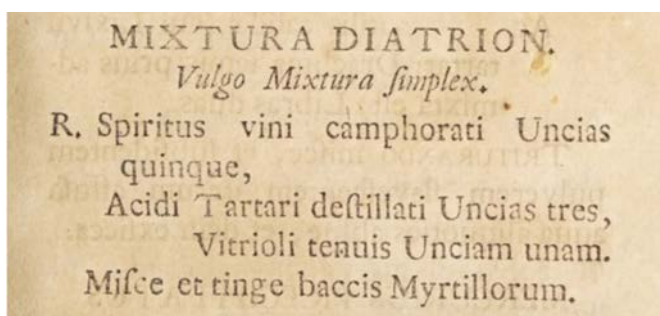 MIXTURA DIATRION.
Vulgo Mixtura ſimplex.
R. Spiritus vini camphorati Uncias
quinque,
Acidi Tartari deſtillati Uncias tres,
Vitrioli tenuis Unciam unam.
Miſce et tinge baccis Myrtillorum.